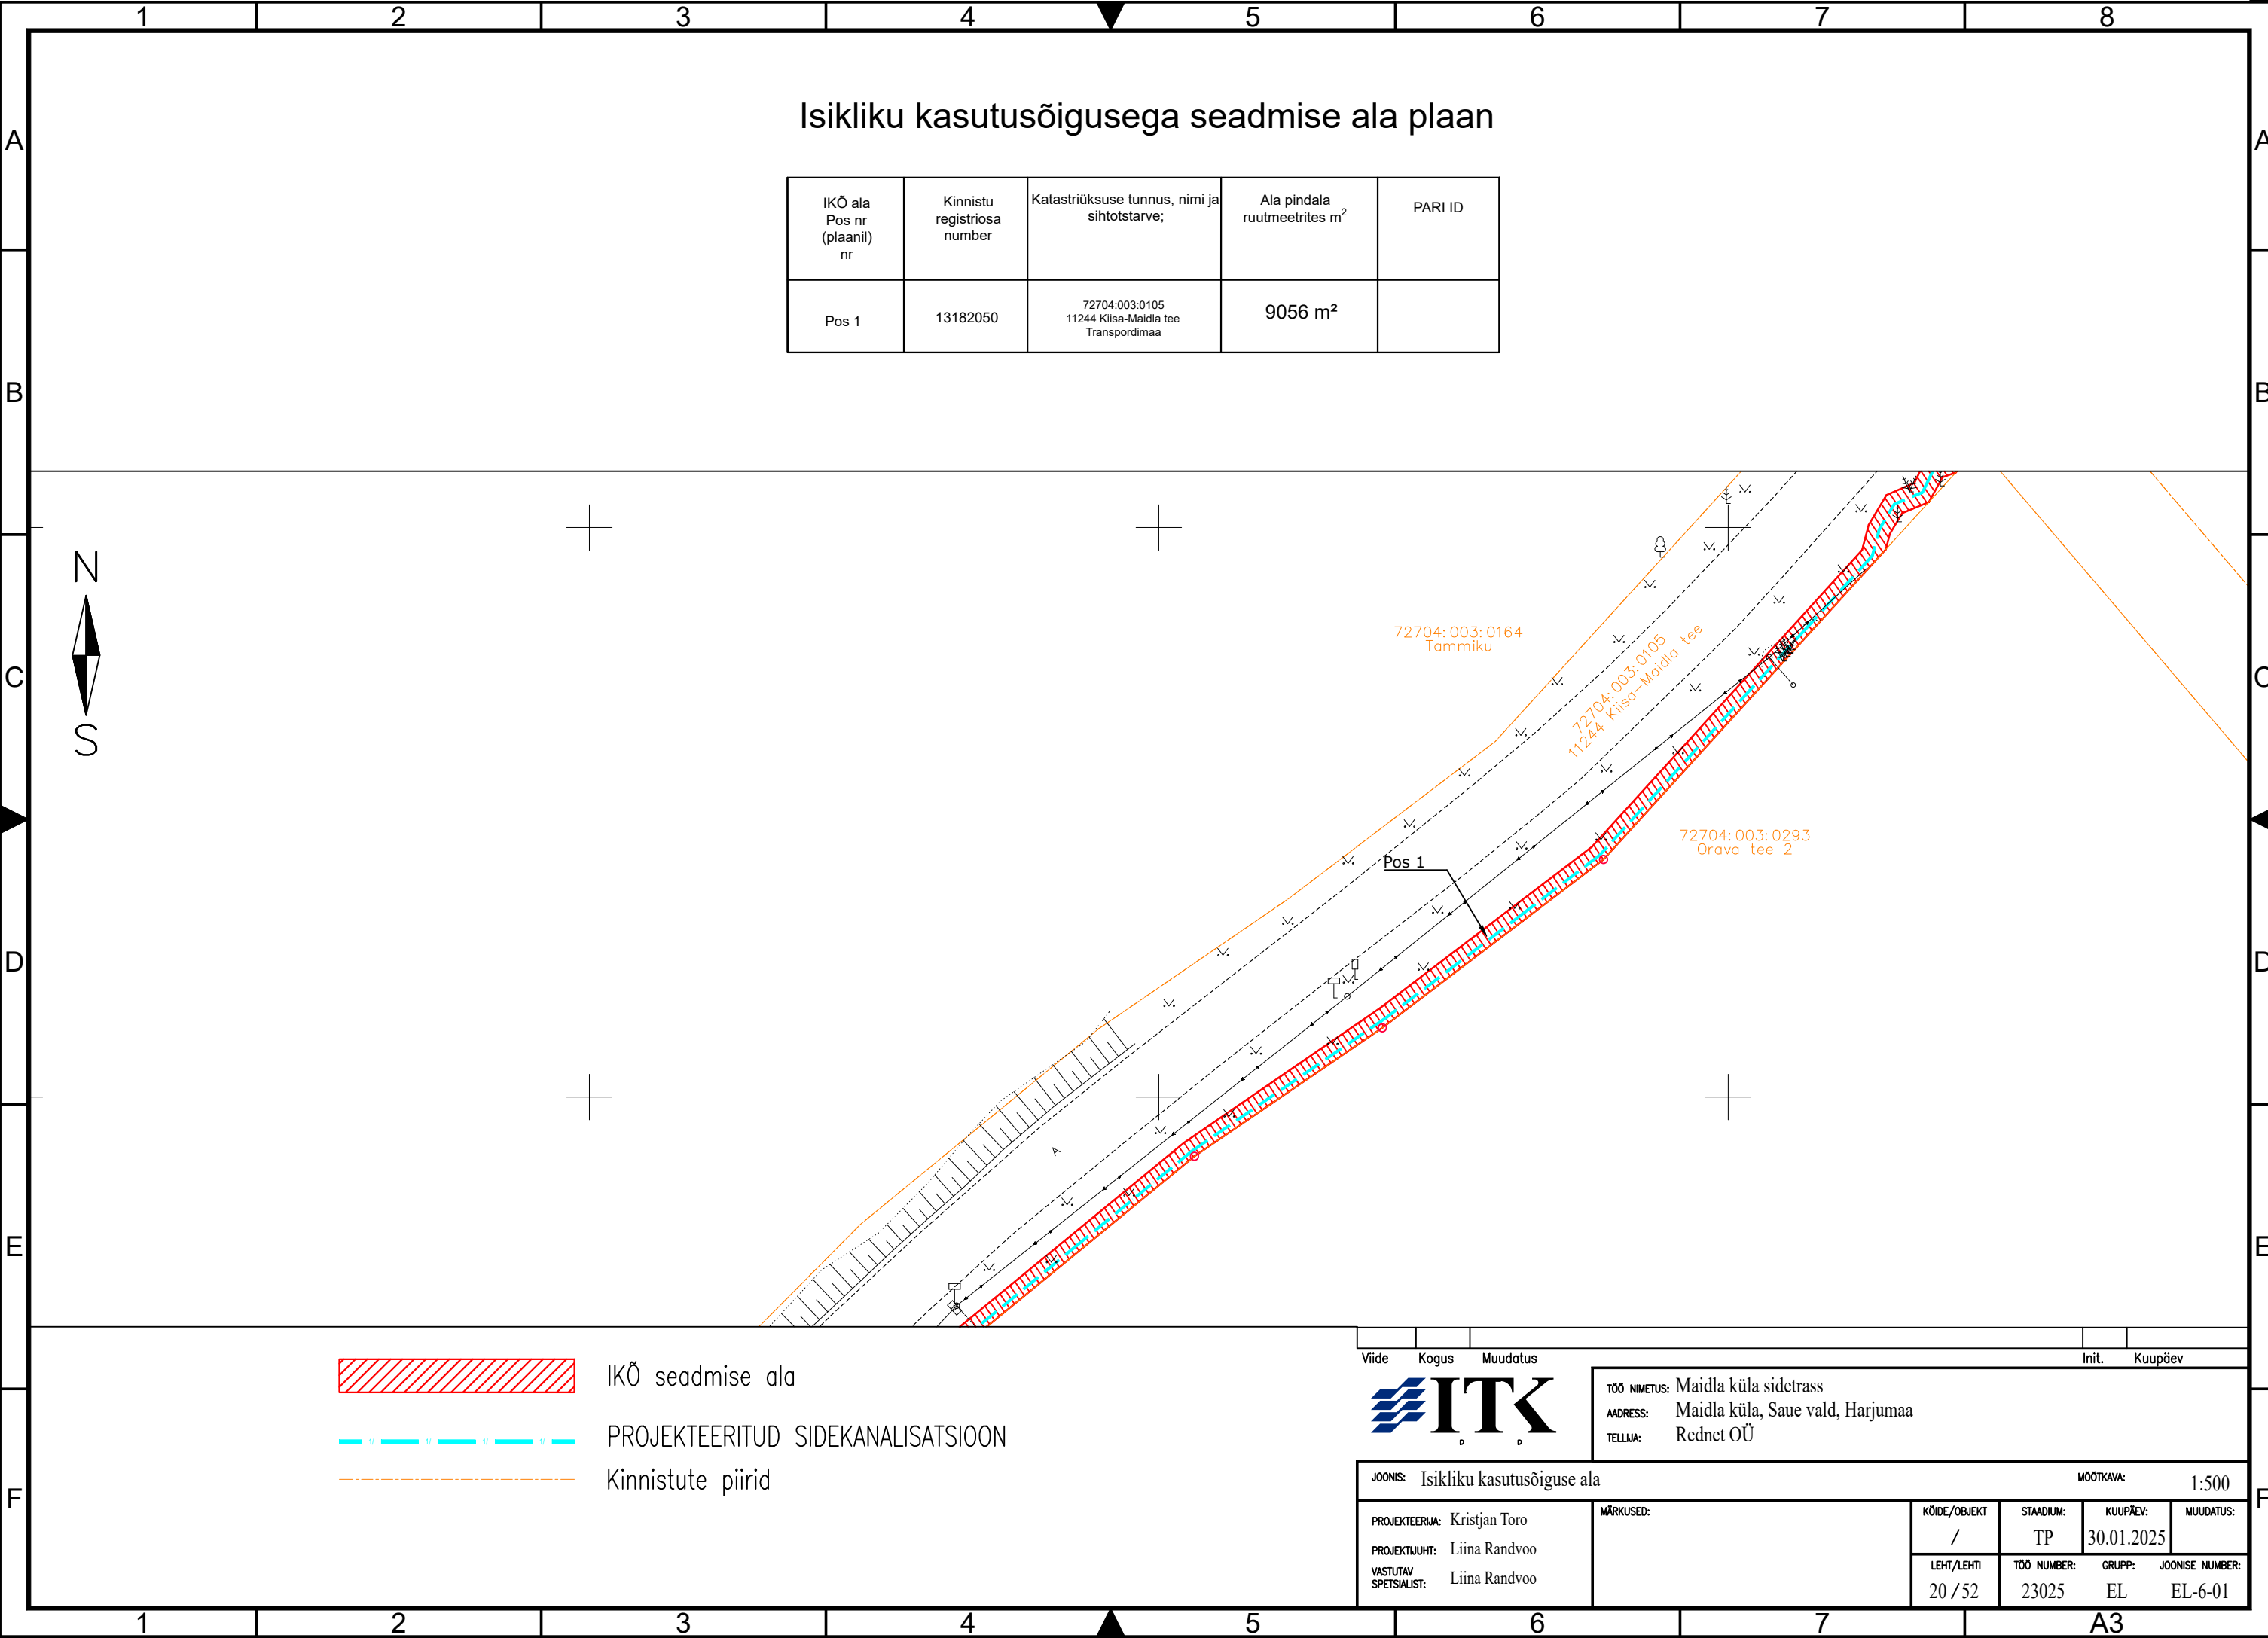 1 2 3 4 5 6 7 8
A A
B B
C C
D D
E E
F F
Isikliku kasutusõigusega seadmise ala plaan
IKÕ ala
Pos nr
(plaanil)
nr
Kinnistu
registriosa
number
Katastriüksuse tunnus, nimi ja
sihtotstarve;
Ala pindala
ruutmeetrites m²
PARI ID
Pos 1
13182050
72704:003:0105
11244 Kiisa-Maidla tee
Transpordimaa
9056 m²
N
S
72704:003:0164
Tammiku
72704:003:0105
11244 Kiisa-Maidla tee
72704:003:0293
Orava tee 2
Pos 1
A
IKÕ seadmise ala
PROJEKTEERITUD SIDEKANALISATSIOON
Kinnistute piirid
Viide Kogus Muudatus Init. Kuupäev
ITK
D D
TÖÖ NIMETUS: Maidla küla sidetrass
AADRESS: Maidla küla, Saue vald, Harjumaa
TELLIJA: Rednet OÜ
JOONIS: Isikliku kasutusõiguse ala
MÕÕTKAVA: 1:500
PROJEKTEERIJA: Kristjan Toro
PROJEKTIJUHT: Liina Randvoo
VASTUTAV
SPETSIALIST: Liina Randvoo
MÄRKUSED:
KÖIDE/OBJEKT STAADIUM: KUUPÄEV: MUUDATUS:
/ TP 30.01.2025
LEHT/LEHTI TÖÖ NUMBER: GRUPP: JOONISE NUMBER:
20 / 52 23025 EL EL-6-01
1 2 3 4 5 6 7 A3